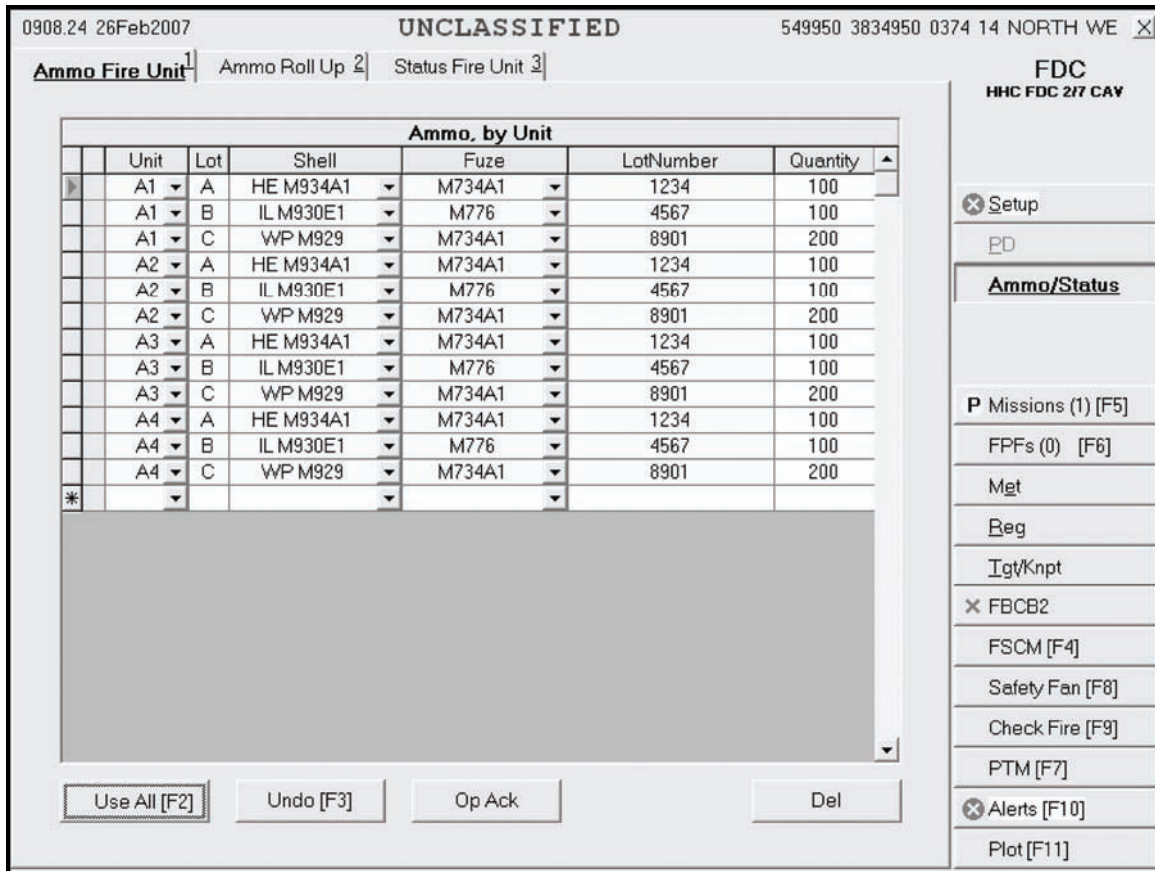 0908.24 26Feb2007 UNCLASSIFIED 549950 3834950 0374 14 NORTH WE X
Ammo Fire Unit 1 Ammo Roll Up 2 Status Fire Unit 3
FDC
HHC FDC 2/7 CAV
Ammo, by Unit
Unit Lot Shell Fuze LotNumber Quantity
A1 A HE M934A1 M734A1 1234 100
A1 B IL M930E1 M776 4567 100
A1 C WP M929 M734A1 8901 200
A2 A HE M934A1 M734A1 1234 100
A2 B IL M930E1 M776 4567 100
A2 C WP M929 M734A1 8901 200
A3 A HE M934A1 M734A1 1234 100
A3 B IL M930E1 M776 4567 100
A3 C WP M929 M734A1 8901 200
A4 A HE M934A1 M734A1 1234 100
A4 B IL M930E1 M776 4567 100
A4 C WP M929 M734A1 8901 200
*
Use All [F2] Undo [F3] Op Ack Del
Setup
PD
Ammo/Status
P Missions (1) [F5]
FPFs (0) [F6]
Met
Reg
Tgt/Knpt
FBCB2
FSCM [F4]
Safety Fan [F8]
Check Fire [F9]
PTM [F7]
Alerts [F10]
Plot [F11]